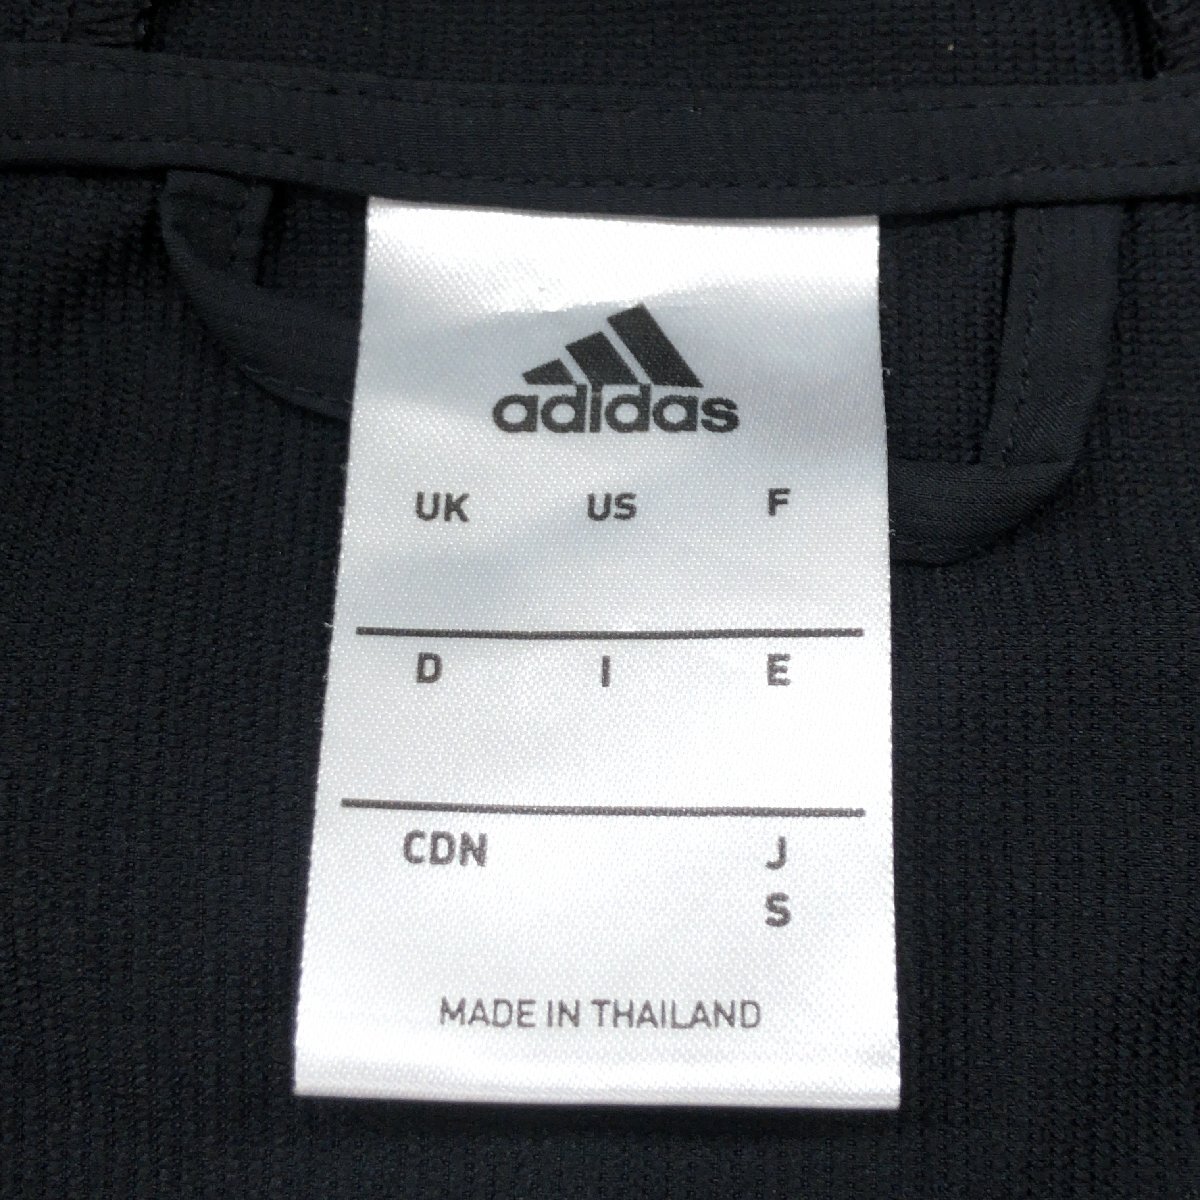 adidas
UK US F
D I E
CDN J
S
MADE IN THAILAND